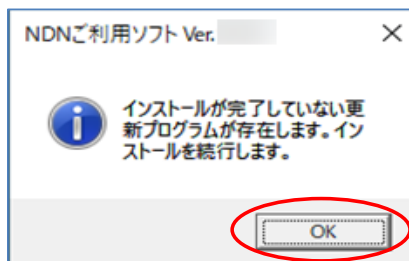 NDNご利用ソフト Ver.
インストールが完了していない更
新プログラムが存在します。イン
ストールを続行します。
OK